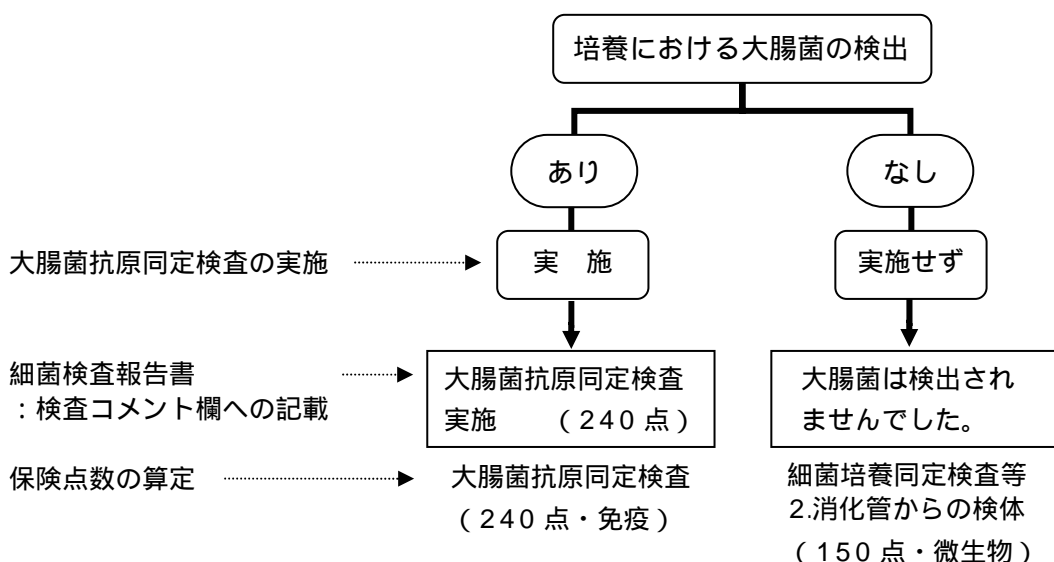 培養における大腸菌の検出
あり
なし
大腸菌抗原同定検査の実施
実 施
実施せず
細菌検査報告書
:検査コメント欄への記載
大腸菌抗原同定検査
実施 (240点)
大腸菌は検出され
ませんでした。
保険点数の算定
大腸菌抗原同定検査
(240点・免疫)
細菌培養同定検査等
2.消化管からの検体
(150点・微生物)